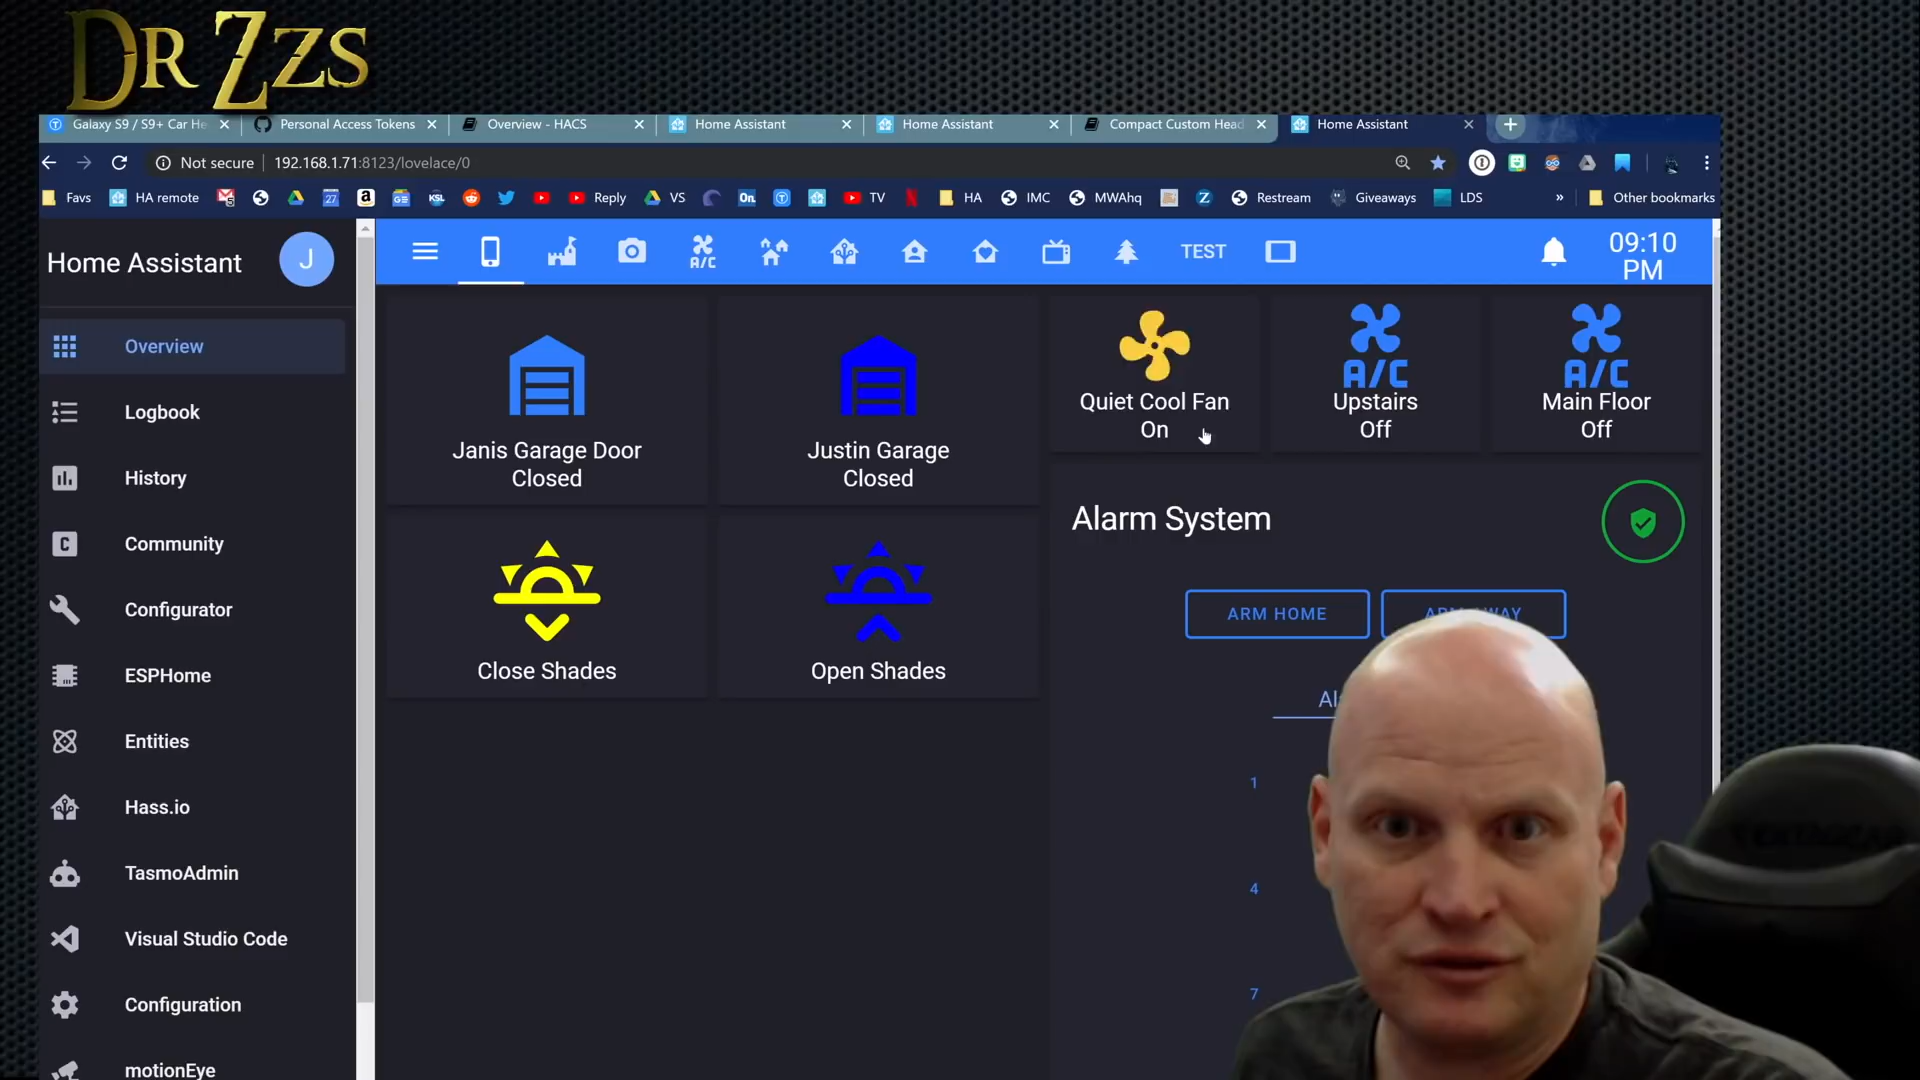 DR ZZS
Galaxy S9 / S9+ Car He
Personal Access Tokens
Overview - HACS
Home Assistant
Home Assistant
Compact Custom Head
Home Assistant
Not secure
192.168.1.71:8123/lovelace/0
Favs
HA remote
Reply
VS
TV
HA
IMC
MWAhq
Restream
Giveaways
LDS
»
Other bookmarks
Home Assistant
J
A/C
TEST
09:10
PM
Overview
Logbook
History
Community
Configurator
ESPHome
Entities
Hass.io
TasmoAdmin
Visual Studio Code
Configuration
motionEye
Janis Garage Door
Closed
Justin Garage
Closed
Quiet Cool Fan
On
A/C
Upstairs
Off
A/C
Main Floor
Off
Close Shades
Open Shades
Alarm System
ARM HOME
ARM AWAY
1
4
7